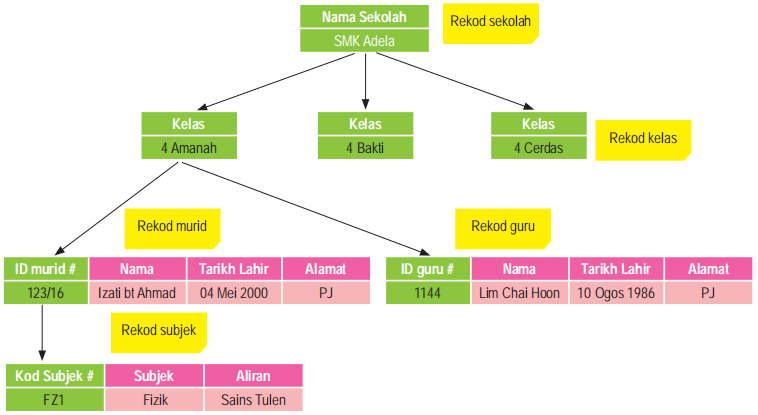 Nama Sekolah
SMK Adela
Rekod sekolah
Kelas
4 Amanah
Kelas
4 Bakti
Kelas
4 Cerdas
Rekod kelas
Rekod murid
Rekod guru
ID murid # Nama Tarikh Lahir Alamat
123/16 Izati bt Ahmad 04 Mei 2000 PJ
ID guru # Nama Tarikh Lahir Alamat
1144 Lim Chai Hoon 10 Ogos 1986 PJ
Rekod subjek
Kod Subjek # Subjek Aliran
FZ1 Fizik Sains Tulen